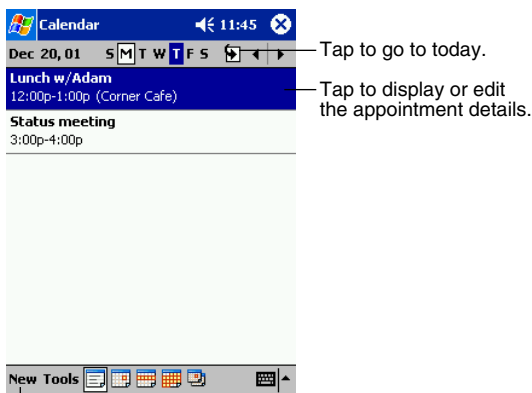 Calendar 11:45
Dec 20, 01 S M T W T F S
Tap to go to today.
Lunch w/Adam
12:00p-1:00p (Corner Cafe)
Tap to display or edit
the appointment details.
Status meeting
3:00p-4:00p
New Tools